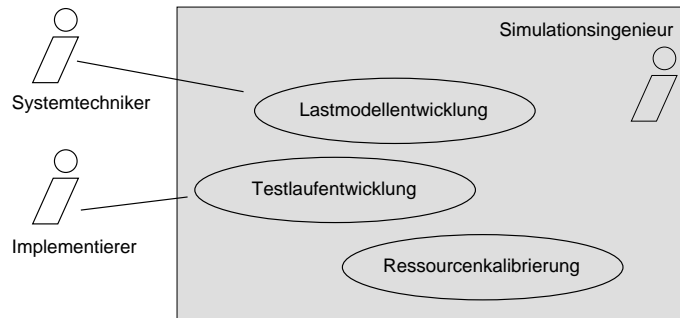 Simulationsingenieur
Systemtechniker
Lastmodellentwicklung
Testlaufentwicklung
Implementierer
Ressourcenkalibrierung